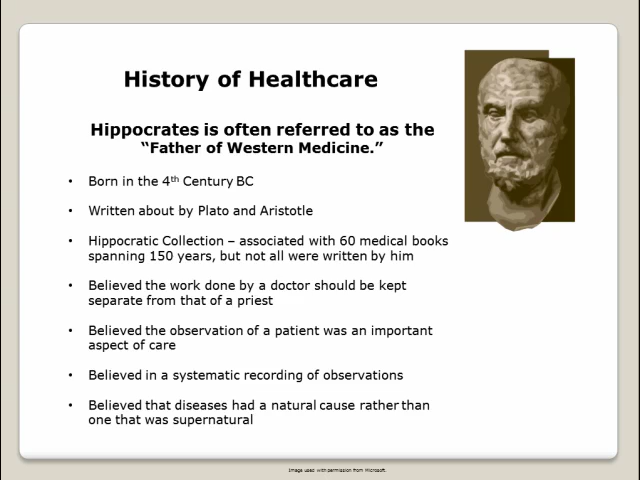 History of Healthcare
Hippocrates is often referred to as the
“Father of Western Medicine.”
• Born in the 4th Century BC
• Written about by Plato and Aristotle
• Hippocratic Collection – associated with 60 medical books
spanning 150 years, but not all were written by him
• Believed the work done by a doctor should be kept
separate from that of a priest
• Believed the observation of a patient was an important
aspect of care
• Believed in a systematic recording of observations
• Believed that diseases had a natural cause rather than
one that was supernatural
Image used with permission from Microsoft.